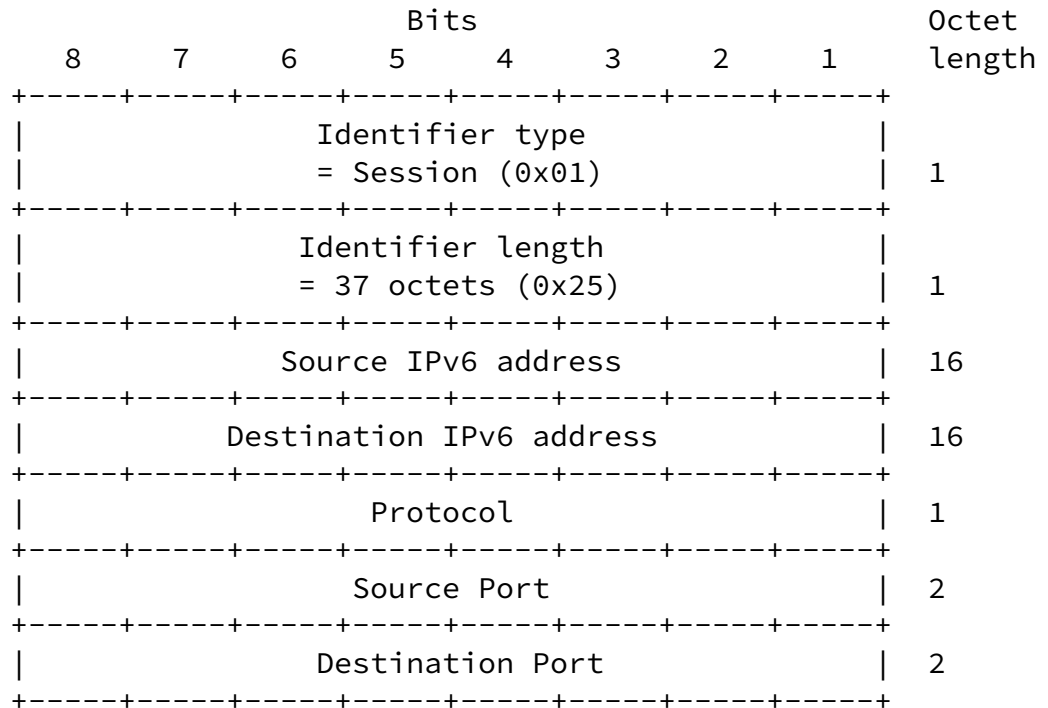 Bits Octet
8 7 6 5 4 3 2 1 length
+-----+-----+-----+-----+-----+-----+-----+-----+
| Identifier type |
| = Session (0x01) | 1
+-----+-----+-----+-----+-----+-----+-----+-----+
| Identifier length |
| = 37 octets (0x25) | 1
+-----+-----+-----+-----+-----+-----+-----+-----+
| Source IPv6 address | 16
+-----+-----+-----+-----+-----+-----+-----+-----+
| Destination IPv6 address | 16
+-----+-----+-----+-----+-----+-----+-----+-----+
| Protocol | 1
+-----+-----+-----+-----+-----+-----+-----+-----+
| Source Port | 2
+-----+-----+-----+-----+-----+-----+-----+-----+
| Destination Port | 2
+-----+-----+-----+-----+-----+-----+-----+-----+